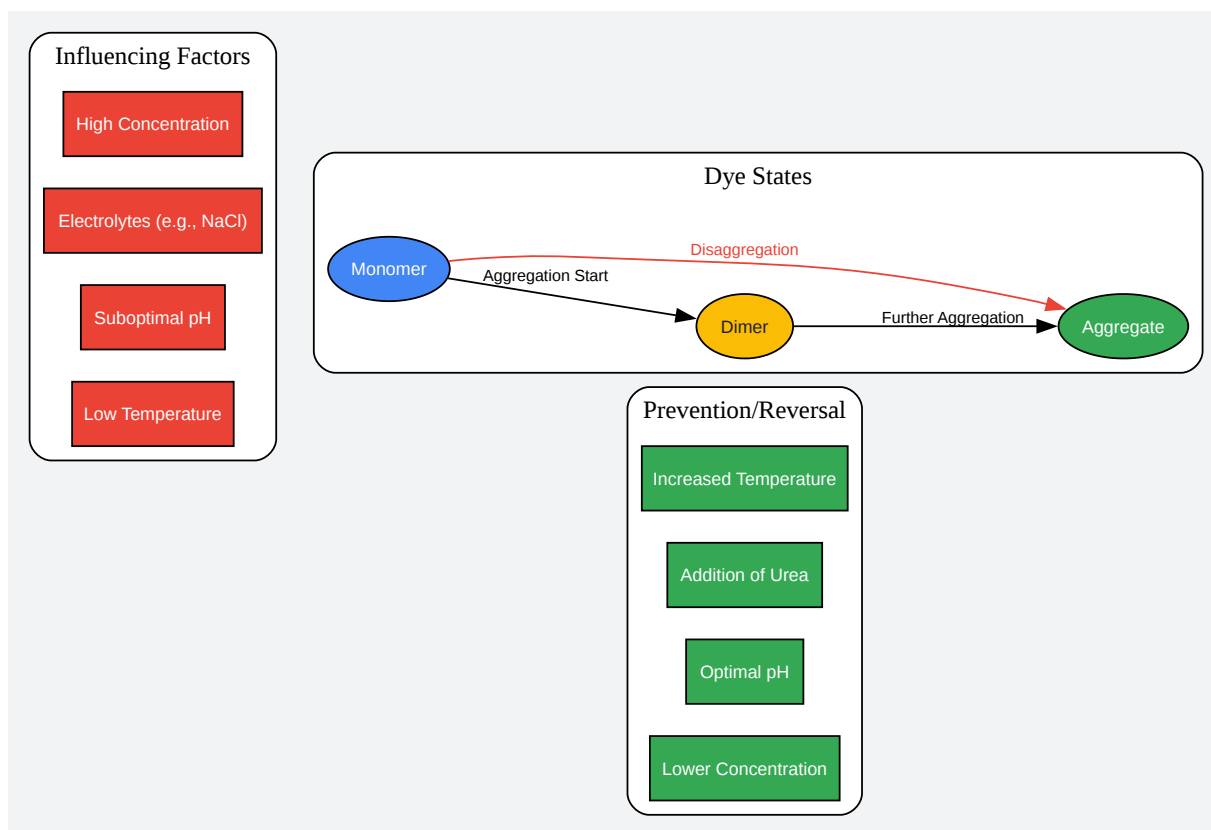 Influencing Factors
High Concentration
Electrolytes (e.g., NaCl)
Suboptimal pH
Low Temperature
Dye States
Monomer
Disaggregation
Aggregation Start
Dimer
Further Aggregation
Aggregate
Prevention/Reversal
Increased Temperature
Addition of Urea
Optimal pH
Lower Concentration